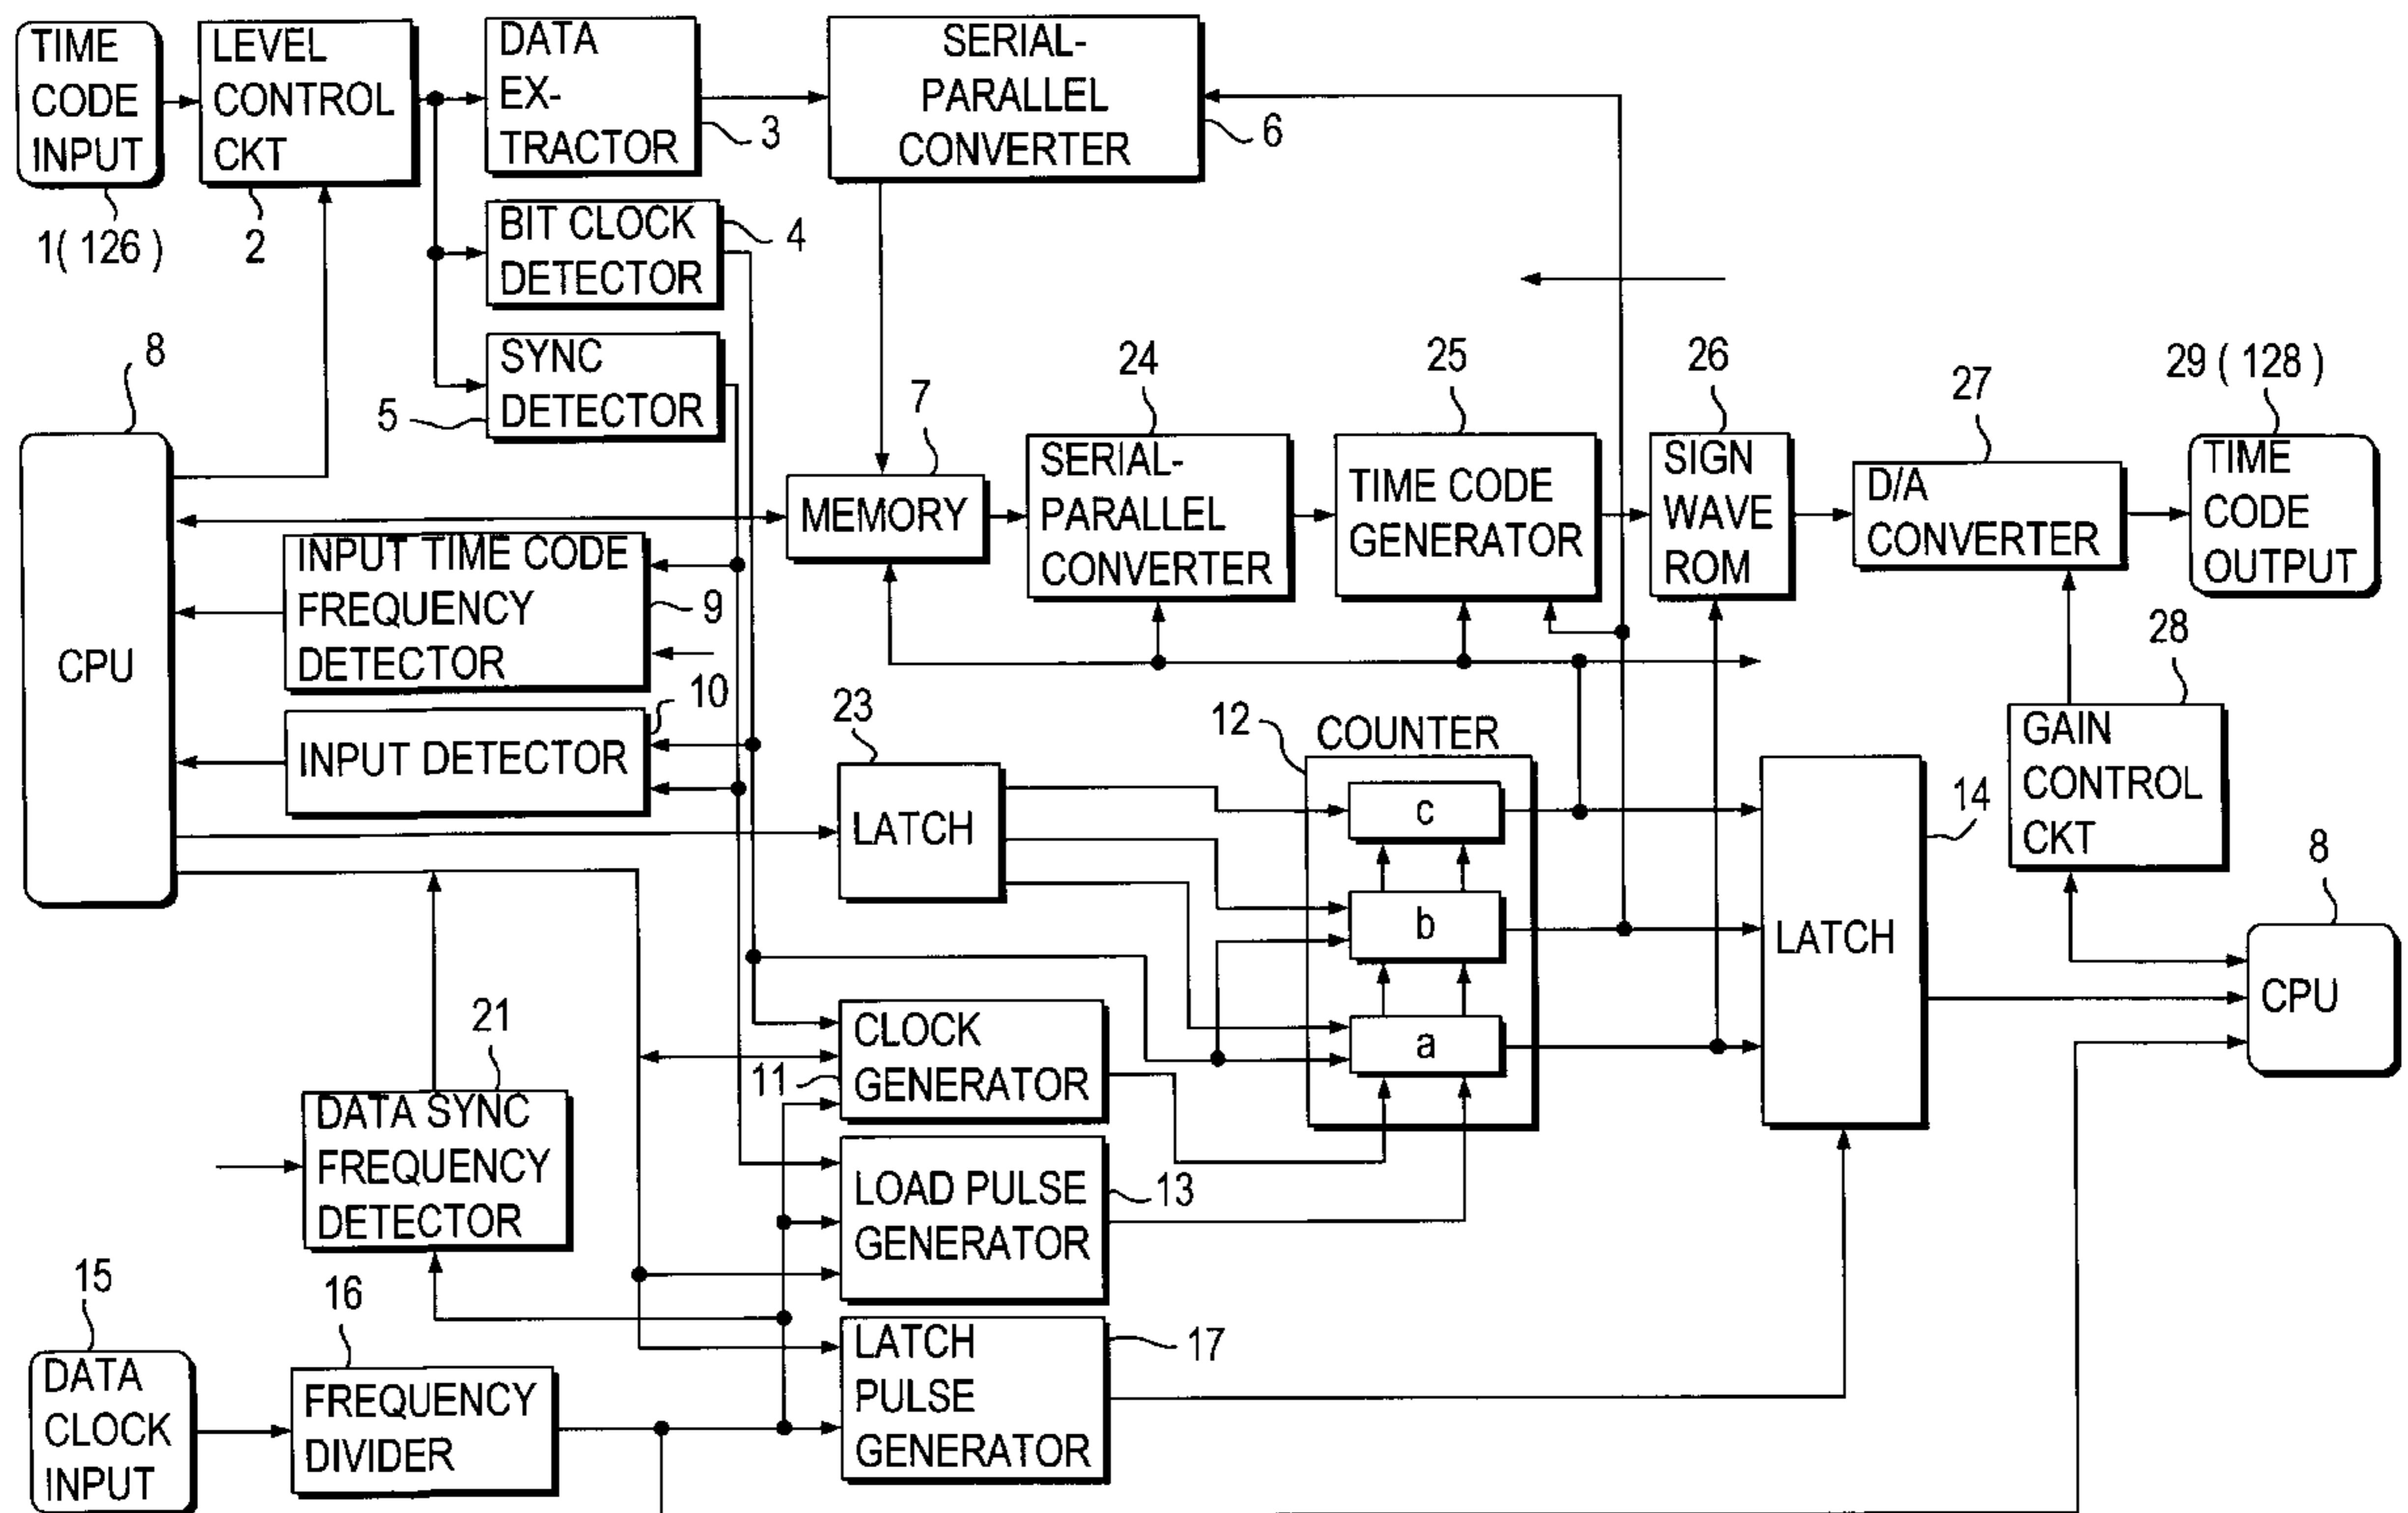 TIME
CODE
INPUT
1( 126 )
LEVEL
CONTROL
CKT
2
DATA
EX-
TRACTOR
3
SERIAL-
PARALLEL
CONVERTER
6
BIT CLOCK
DETECTOR
4
SYNC
DETECTOR
5
8
CPU
7
MEMORY
24
SERIAL-
PARALLEL
CONVERTER
25
TIME CODE
GENERATOR
26
SIGN
WAVE
ROM
27
D/A
CONVERTER
29 ( 128 )
TIME
CODE
OUTPUT
INPUT TIME CODE
FREQUENCY
DETECTOR
9
10
INPUT DETECTOR
23
LATCH
12
COUNTER
c
b
a
14
LATCH
28
GAIN
CONTROL
CKT
8
CPU
21
DATA SYNC
FREQUENCY
DETECTOR
11
CLOCK
GENERATOR
LOAD PULSE
GENERATOR
13
15
DATA
CLOCK
INPUT
16
FREQUENCY
DIVIDER
LATCH
PULSE
GENERATOR
17